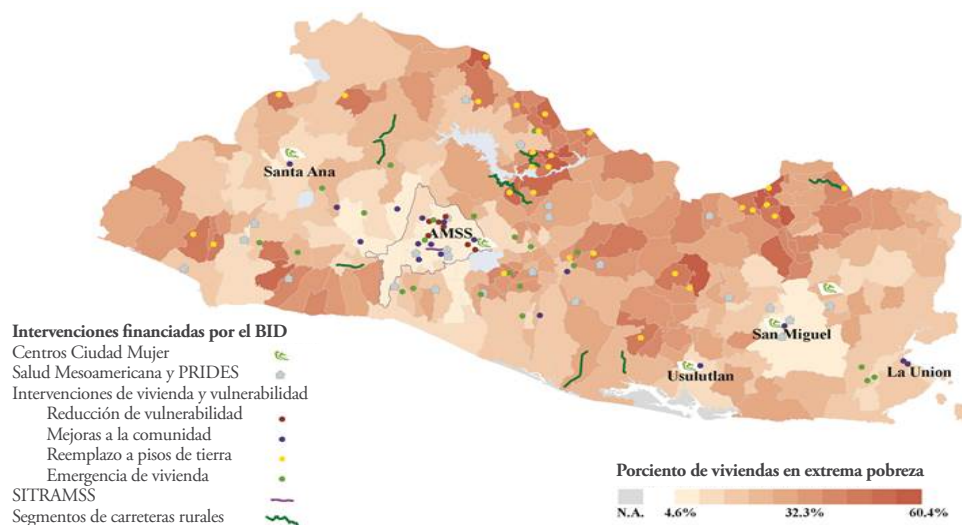 Santa Ana
AMSS
San Miguel
Usulutlan
La Union
Intervenciones financiadas por el BID
Centros Ciudad Mujer
Salud Mesoamericana y PRIDES
Intervenciones de vivienda y vulnerabilidad
Reducción de vulnerabilidad
Mejoras a la comunidad
Reemplazo a pisos de tierra
Emergencia de vivienda
SITRAMSS
Segmentos de carreteras rurales
Porciento de viviendas en extrema pobreza
N.A. 4.6% 32.3% 60.4%